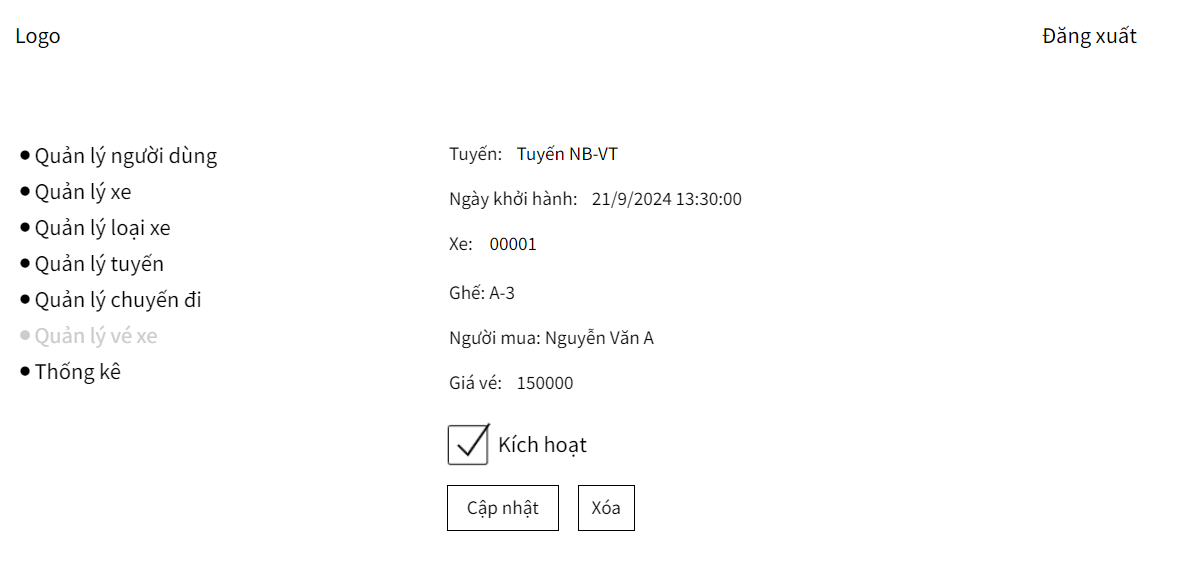 Logo
Đăng xuất
Quản lý người dùng
Quản lý xe
Quản lý loại xe
Quản lý tuyến
Quản lý chuyến đi
Quản lý vé xe
Thống kê
Tuyến: Tuyến NB-VT
Ngày khởi hành: 21/9/2024 13:30:00
Xe: 00001
Ghế: A-3
Người mua: Nguyễn Văn A
Giá vé: 150000
Kích hoạt
Cập nhật
Xóa